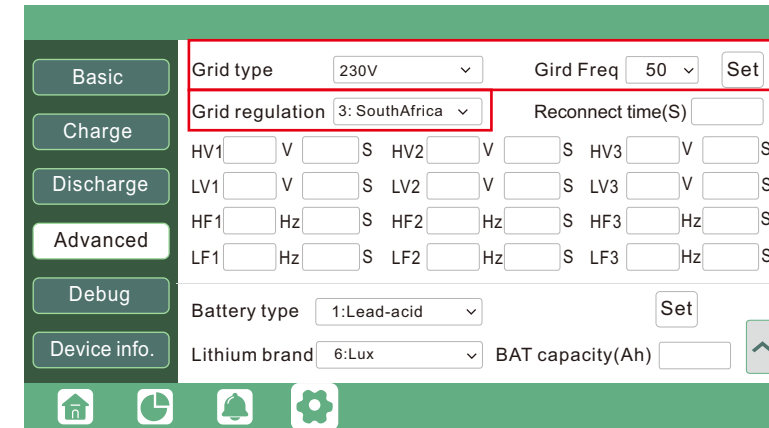 Basic
Charge
Discharge
Advanced
Debug
Device info.
Grid type 230V Gird Freq 50 Set
Grid regulation 3: SouthAfrica Reconnect time(S)
HV1 V S HV2 V S HV3 V S
LV1 V S LV2 V S LV3 V S
HF1 Hz S HF2 Hz S HF3 Hz S
LF1 Hz S LF2 Hz S LF3 Hz S
Battery type 1:Lead-acid Set
Lithium brand 6:Lux BAT capacity(Ah)